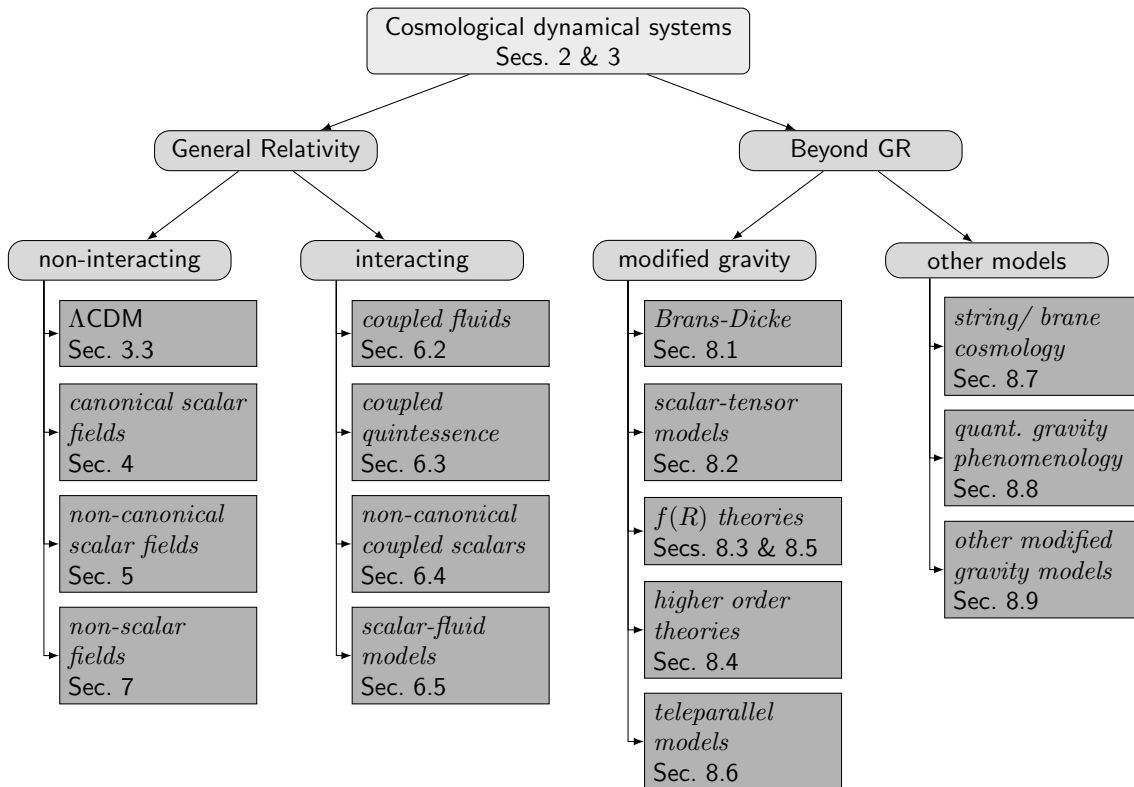 Cosmological dynamical systems
Secs. 2 & 3
General Relativity
Beyond GR
non-interacting
interacting
modified gravity
other models
ΛCDM
Sec. 3.3
canonical scalar
fields
Sec. 4
non-canonical
scalar fields
Sec. 5
non-scalar
fields
Sec. 7
coupled fluids
Sec. 6.2
coupled
quintessence
Sec. 6.3
non-canonical
coupled scalars
Sec. 6.4
scalar-fluid
models
Sec. 6.5
Brans-Dicke
Sec. 8.1
scalar-tensor
models
Sec. 8.2
f(R) theories
Secs. 8.3 & 8.5
higher order
theories
Sec. 8.4
teleparallel
models
Sec. 8.6
string/ brane
cosmology
Sec. 8.7
quant. gravity
phenomenology
Sec. 8.8
other modified
gravity models
Sec. 8.9